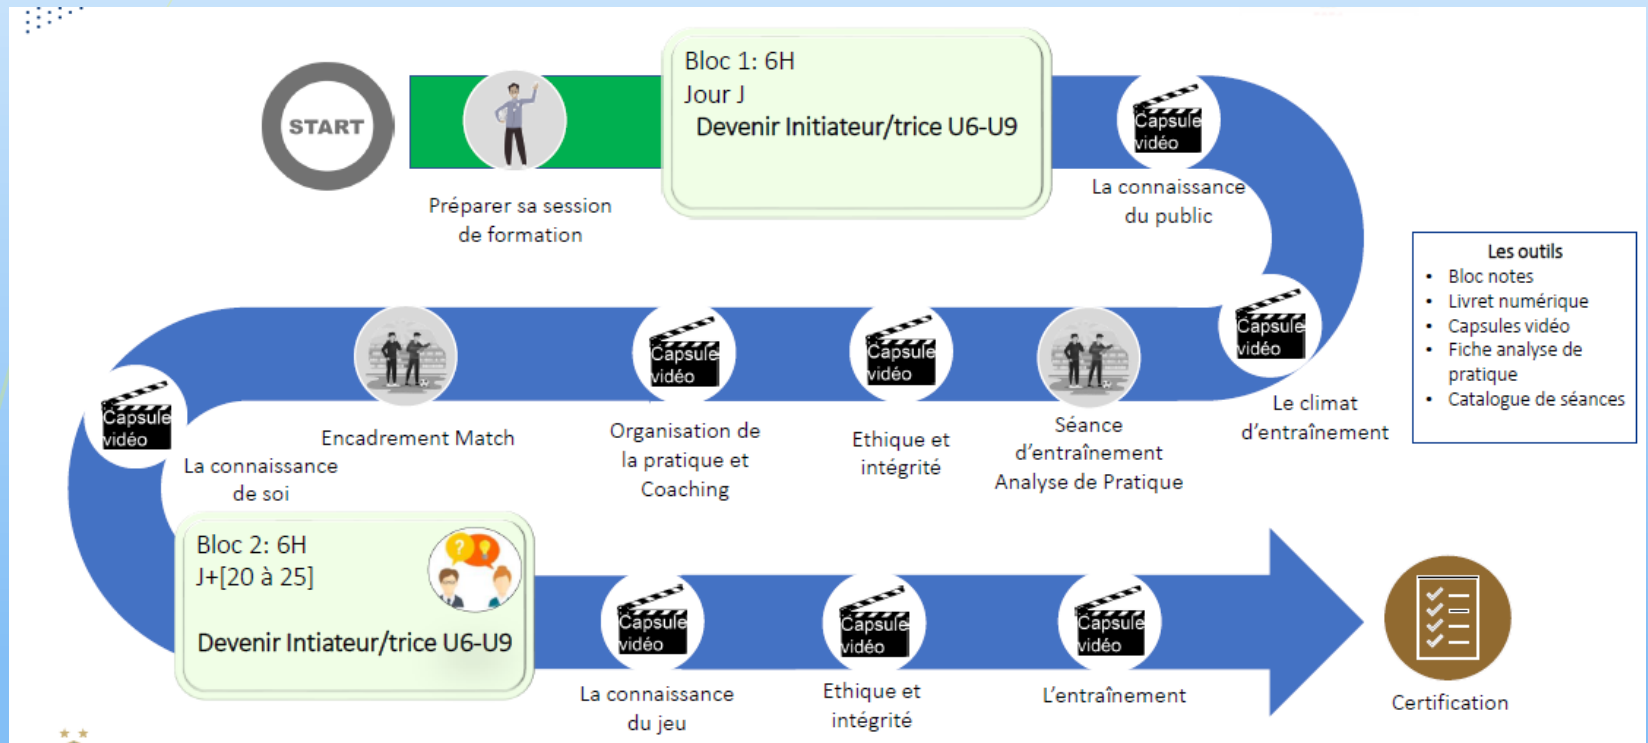 START
Préparer sa session
de formation
Bloc 1: 6H
Jour J
Devenir Initiateur/trice U6-U9
Capsule
vidéo
La connaissance
du public
Les outils
• Bloc notes
• Livret numérique
• Capsules vidéo
• Fiche analyse de
pratique
• Catalogue de séances
Capsule
vidéo
Le climat
d'entraînement
Séance
d'entraînement
Analyse de Pratique
Capsule
vidéo
Ethique et
intégrité
Capsule
vidéo
Organisation de
la pratique et
Coaching
Encadrement Match
Capsule
vidéo
La connaissance
de soi
Bloc 2: 6H
J+[20 à 25]
Devenir Intiateur/trice U6-U9
Capsule
vidéo
La connaissance
du jeu
Capsule
vidéo
Ethique et
intégrité
Capsule
vidéo
L'entraînement
Certification